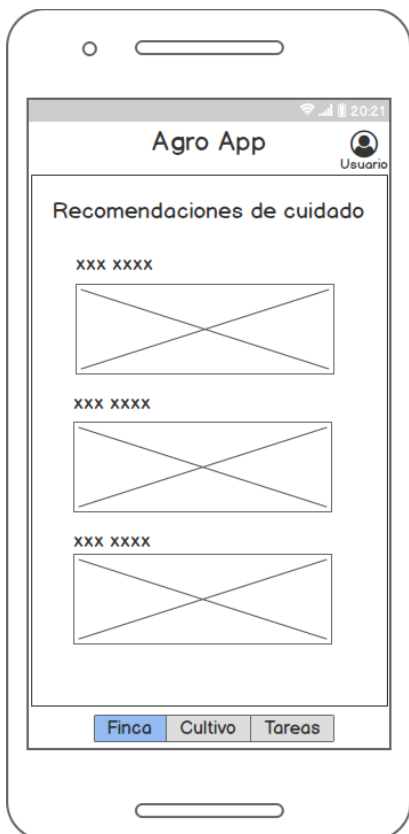 20:21
Agro App
Usuario
Recomendaciones de cuidado
xxx xxxx
xxx xxxx
xxx xxxx
Finca Cultivo Tareas